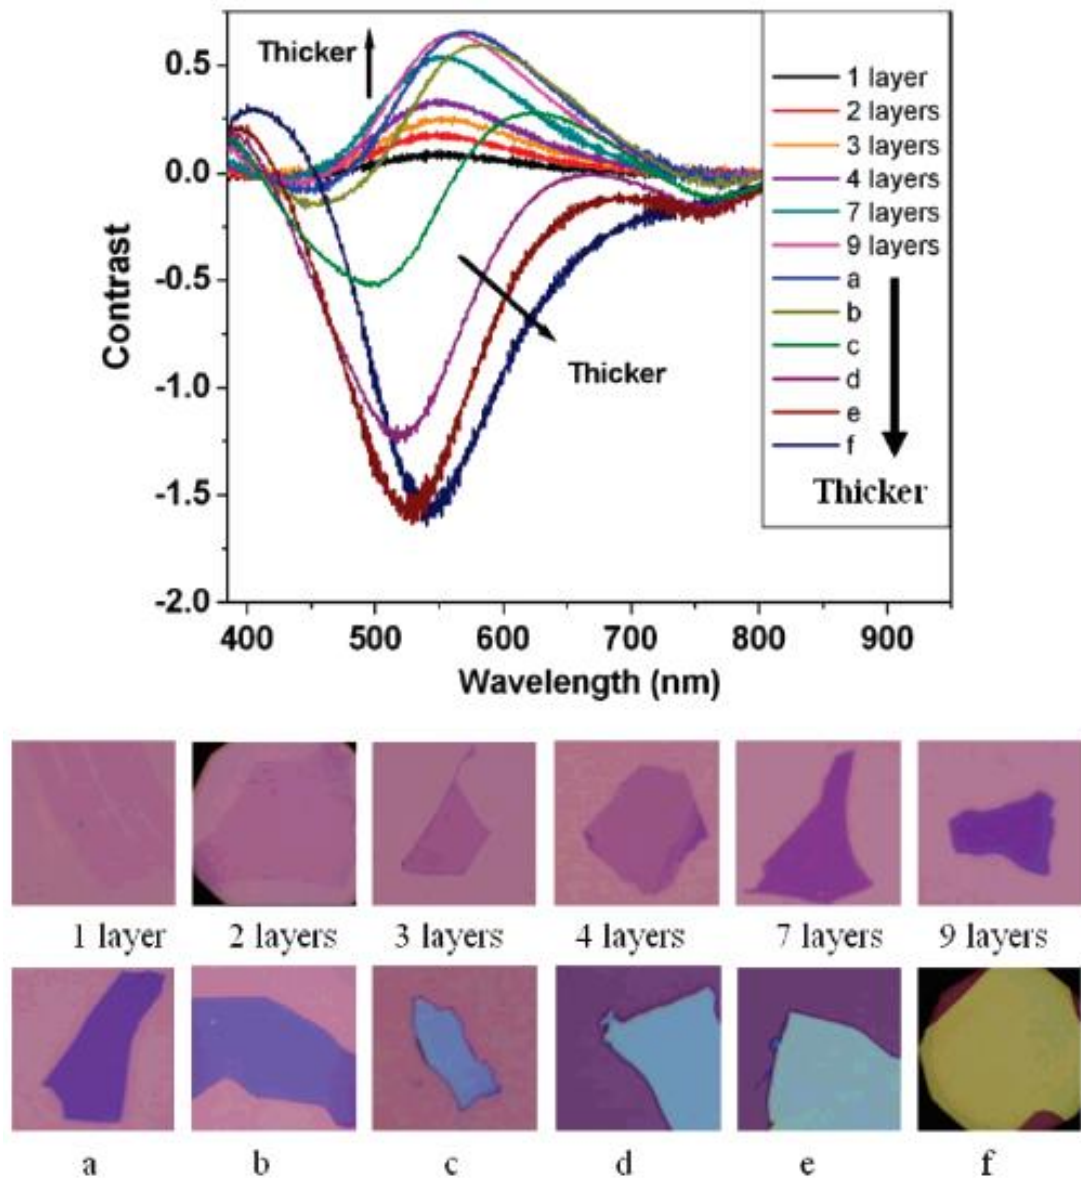 Thicker
1 layer
2 layers
3 layers
4 layers
7 layers
9 layers
a
b
c
d
e
f
Thicker
Thicker
0.5
0.0
-0.5
-1.0
-1.5
-2.0
Contrast
400 500 600 700 800 900
Wavelength (nm)
1 layer 2 layers 3 layers 4 layers 7 layers 9 layers
a b c d e f